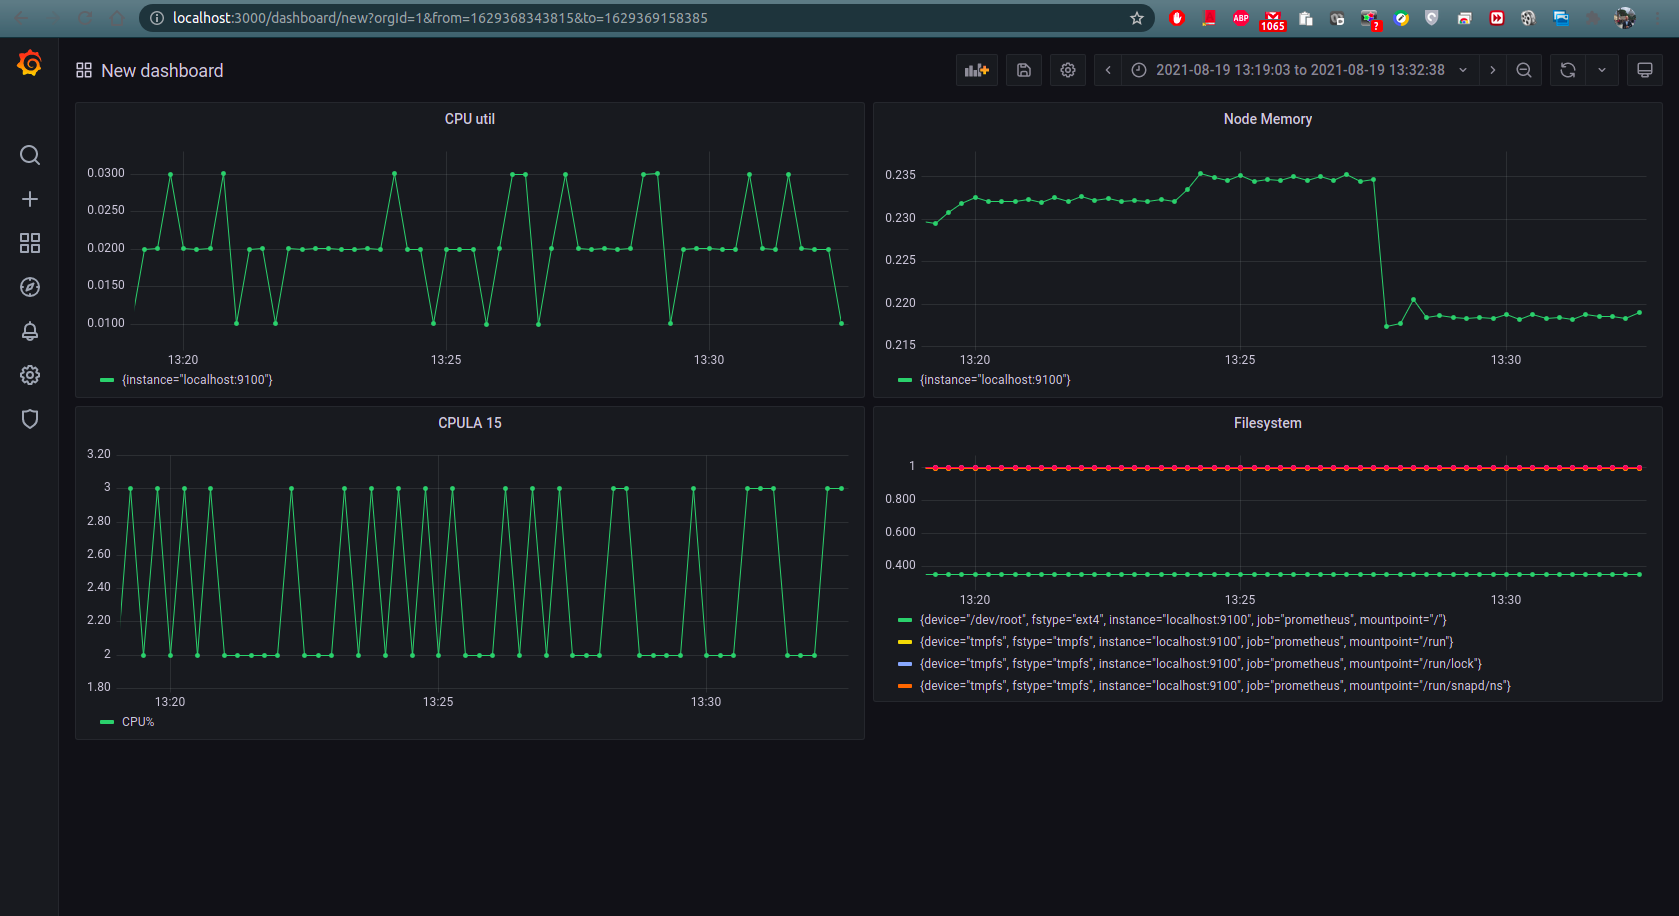 localhost:3000/dashboard/new?orgId=1&from=1629368343815&to=1629369158385
ABP
1065
?
New dashboard
2021-08-19 13:19:03 to 2021-08-19 13:32:38
CPU util
0.0300
0.0250
0.0200
0.0150
0.0100
13:20 13:25 13:30
{instance="localhost:9100"}
Node Memory
0.235
0.230
0.225
0.220
0.215
13:20 13:25 13:30
{instance="localhost:9100"}
CPULA 15
3.20
3
2.80
2.60
2.40
2.20
2
1.80
13:20 13:25 13:30
CPU%
Filesystem
1
0.800
0.600
0.400
13:20 13:25 13:30
{device="/dev/root", fstype="ext4", instance="localhost:9100", job="prometheus", mountpoint="/"}
{device="tmpfs", fstype="tmpfs", instance="localhost:9100", job="prometheus", mountpoint="/run"}
{device="tmpfs", fstype="tmpfs", instance="localhost:9100", job="prometheus", mountpoint="/run/lock"}
{device="tmpfs", fstype="tmpfs", instance="localhost:9100", job="prometheus", mountpoint="/run/snapd/ns"}